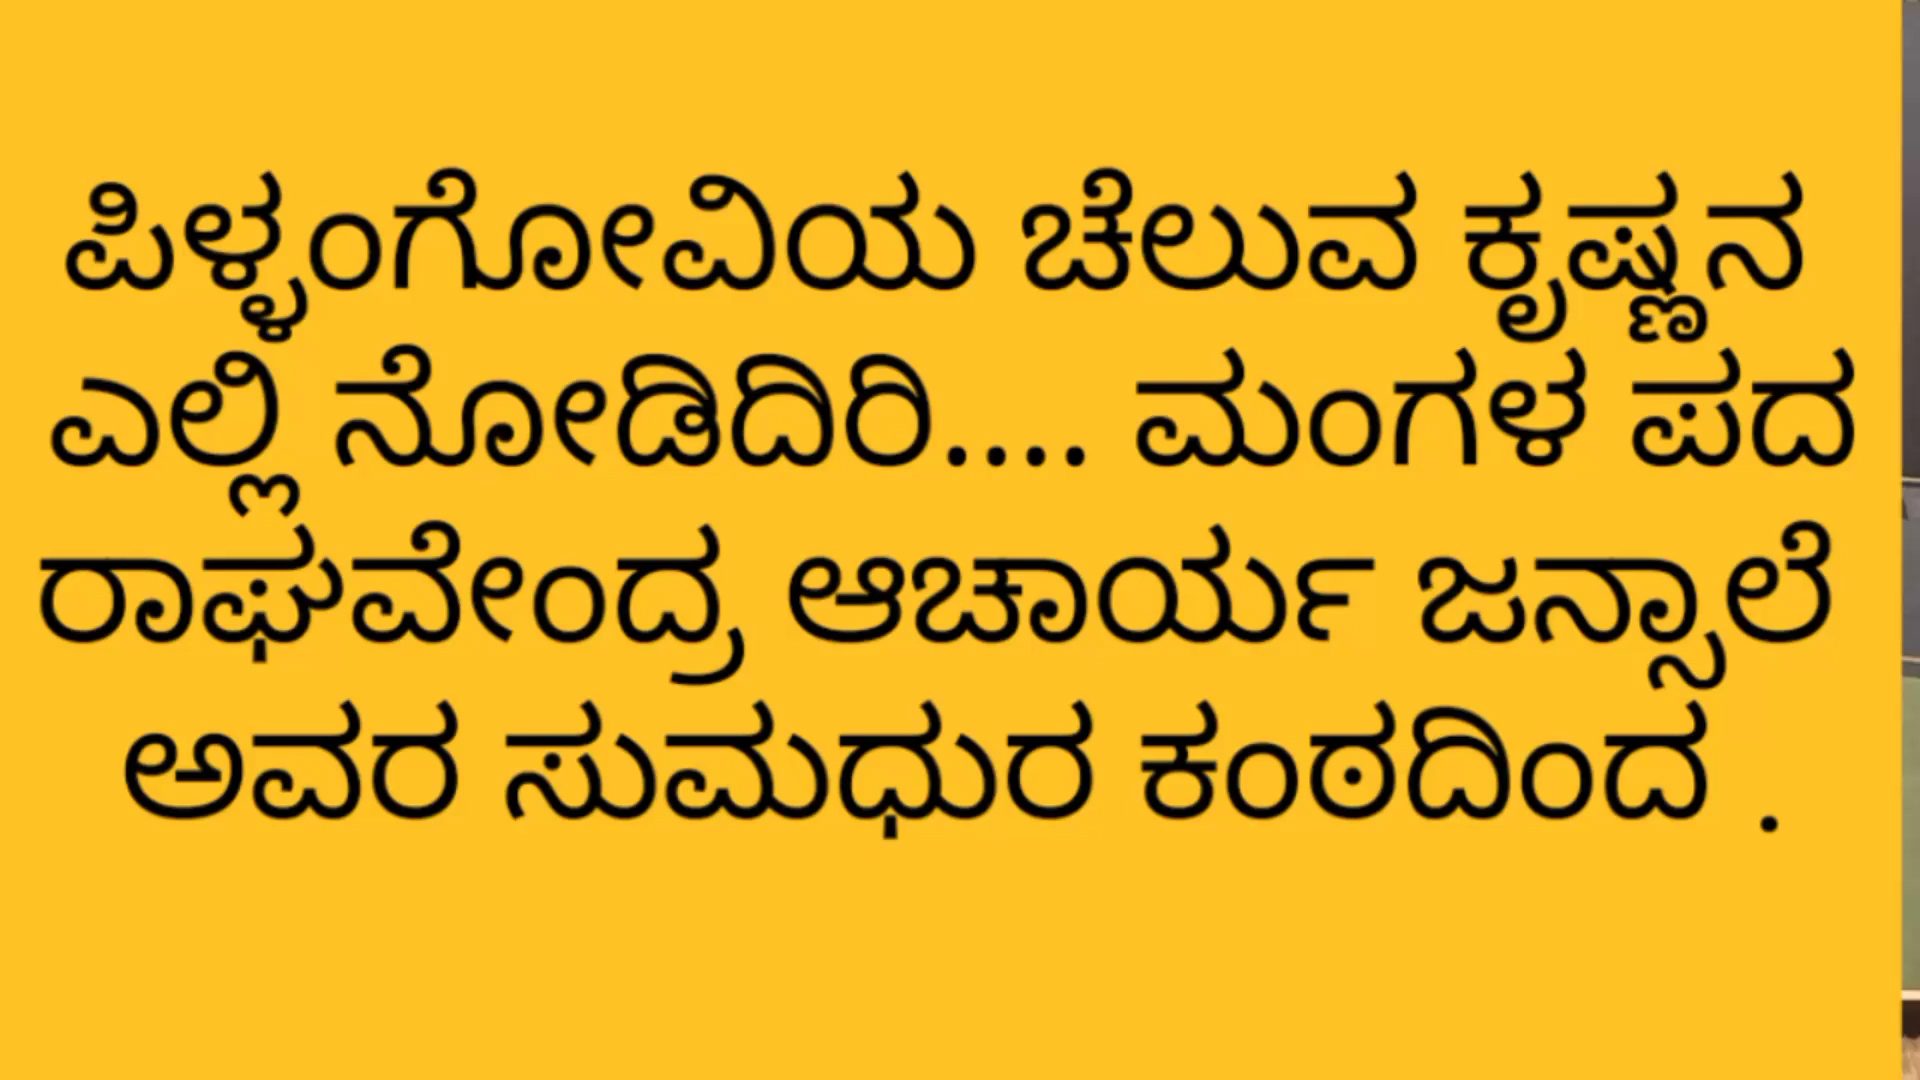 ಪಿಳ್ಳಂಗೋವಿಯ ಚೆಲುವ ಕೃಷ್ಣನ
ಎಲ್ಲಿ ನೋಡಿದಿರಿ.... ಮಂಗಳ ಪದ
ರಾಘವೇಂದ್ರ ಆಚಾರ್ಯ ಜನ್ಸಾಲೆ
ಅವರ ಸುಮಧುರ ಕಂಠದಿಂದ .